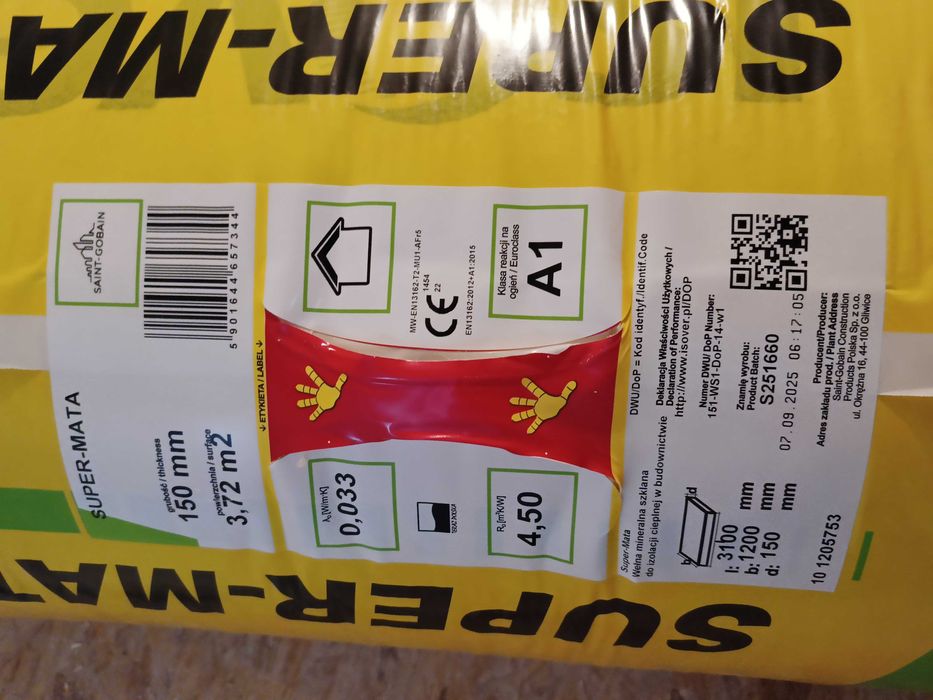 SUPER-MA
SUPER-MAT
SUPER-MATA
SAINT-GOBAIN
grubość / thickness
150 mm
powierzchnia / surface
3,72 m2
5 901644 657344
↓ ETYKIETA / LABEL ↓
λD [W/m·K]
0,033
RD [m²K/W]
4,50
MW-EN13162-T2-MU1-AFr5
1454
CE 22
EN13162:2012+A1:2015
Klasa reakcji na
ogień / Euroclass
A1
Super-Mata
Wełna mineralna szklana
do izolacji cieplnej w budownictwie
b
d
l: 3100 mm
b: 1200 mm
d: 150 mm
10 1205753
DWU/DoP = Kod identyf./Identif.Code
Deklaracja Właściwości Użytkowych /
Declaration of Performance:
http://www.isover.pl/DOP
Numer DWU/ DoP Number:
151-WS1-DoP-14-w1
Znamię wyrobu:
Product Batch:
S251660
07.09.2025 06:17:05
Producent/Producer:
Adres zakładu prod. / Plant Address
Saint-Gobain Construction
Products Polska Sp. z o.o.
ul. Okrężna 16, 44-100 Gliwice